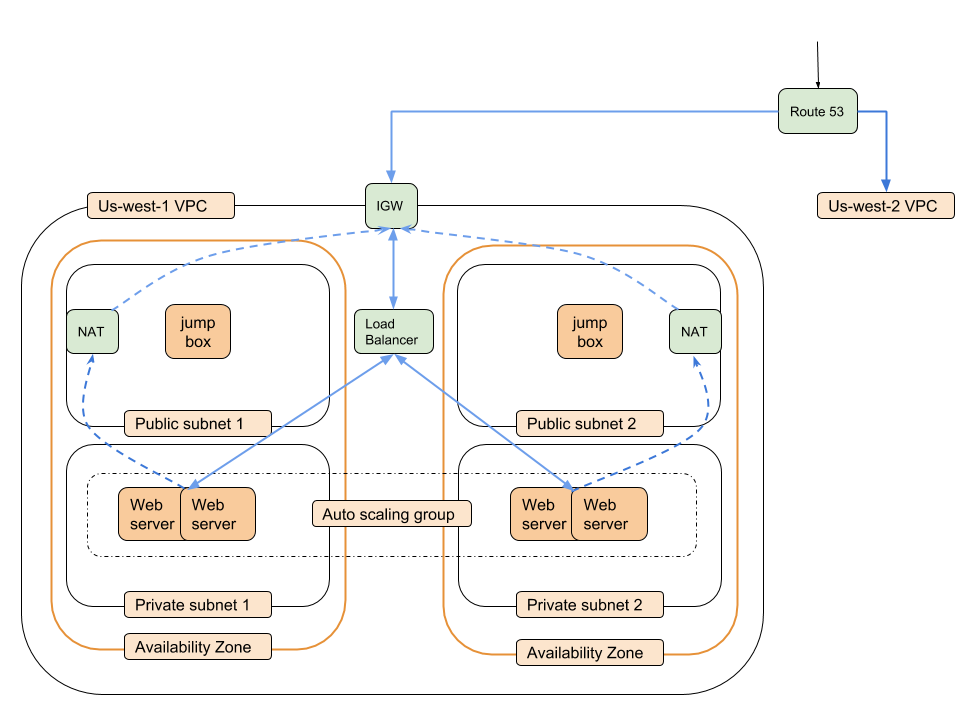 Route 53
Us-west-1 VPC
IGW
Us-west-2 VPC
NAT
jump
box
Load
Balancer
jump
box
NAT
Public subnet 1
Public subnet 2
Web
server
Web
server
Auto scaling group
Web
server
Web
server
Private subnet 1
Private subnet 2
Availability Zone
Availability Zone